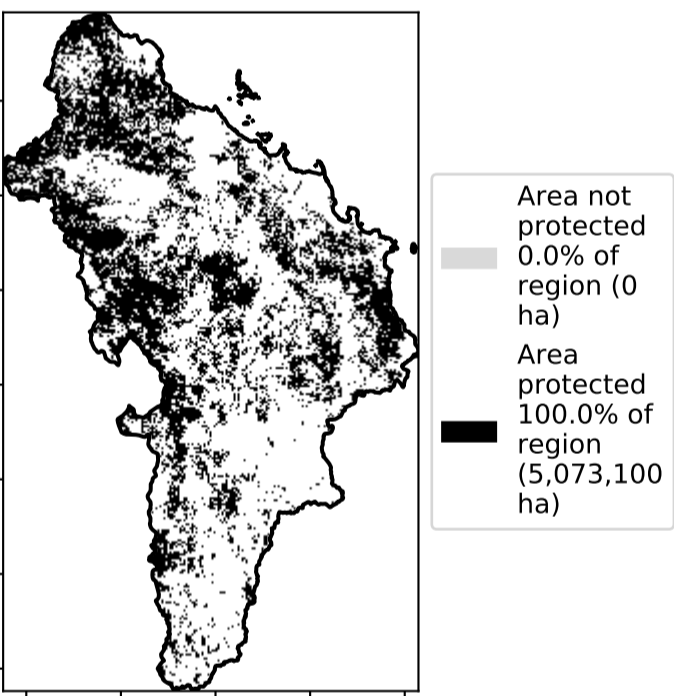 Area not
protected
0.0% of
region (0
ha)
Area
protected
100.0% of
region
(5,073,100
ha)